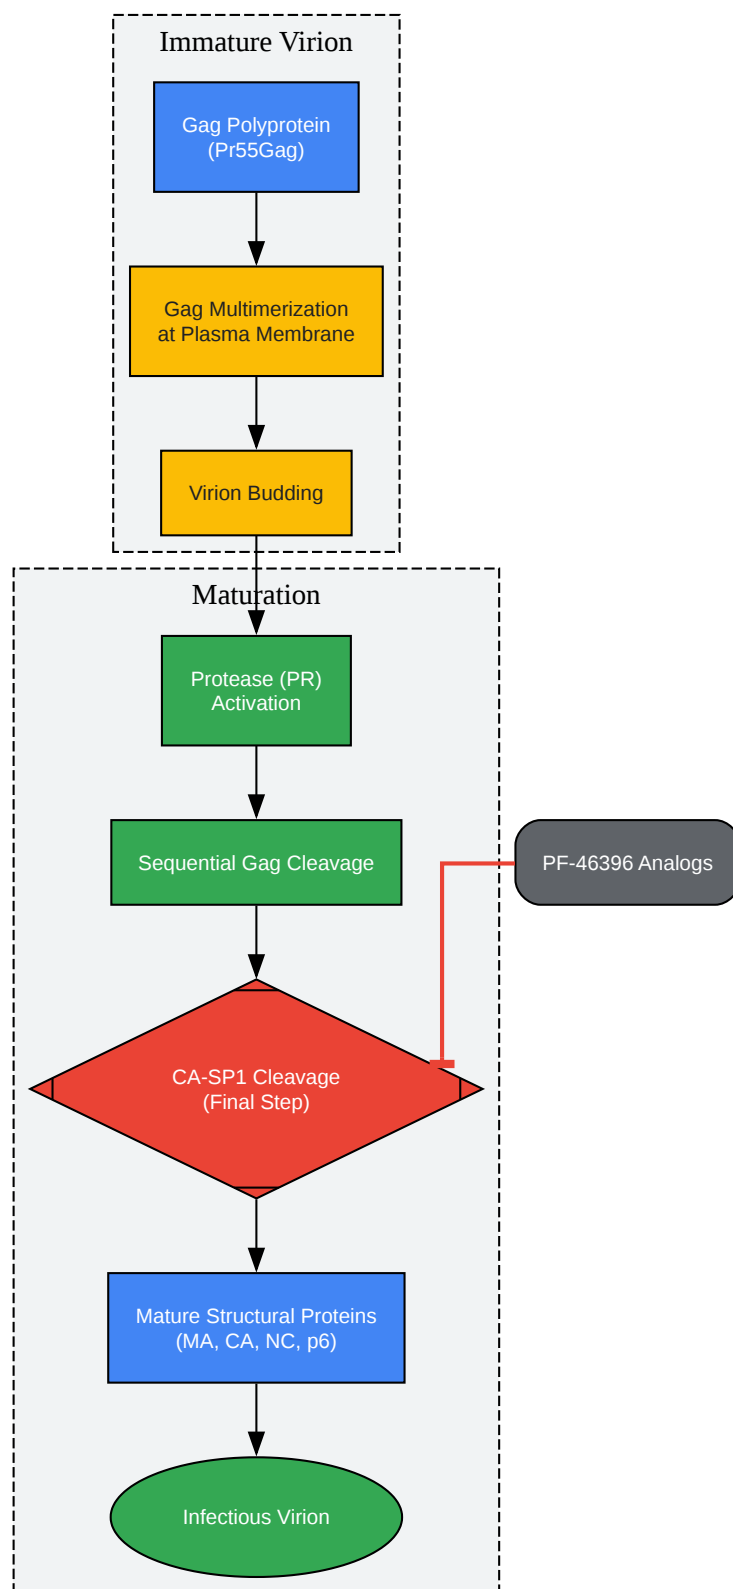 Immature Virion
Gag Polyprotein
(Pr55Gag)
Gag Multimerization
at Plasma Membrane
Virion Budding
Maturation
Protease (PR)
Activation
Sequential Gag Cleavage
PF-46396 Analogs
CA-SP1 Cleavage
(Final Step)
Mature Structural Proteins
(MA, CA, NC, p6)
Infectious Virion